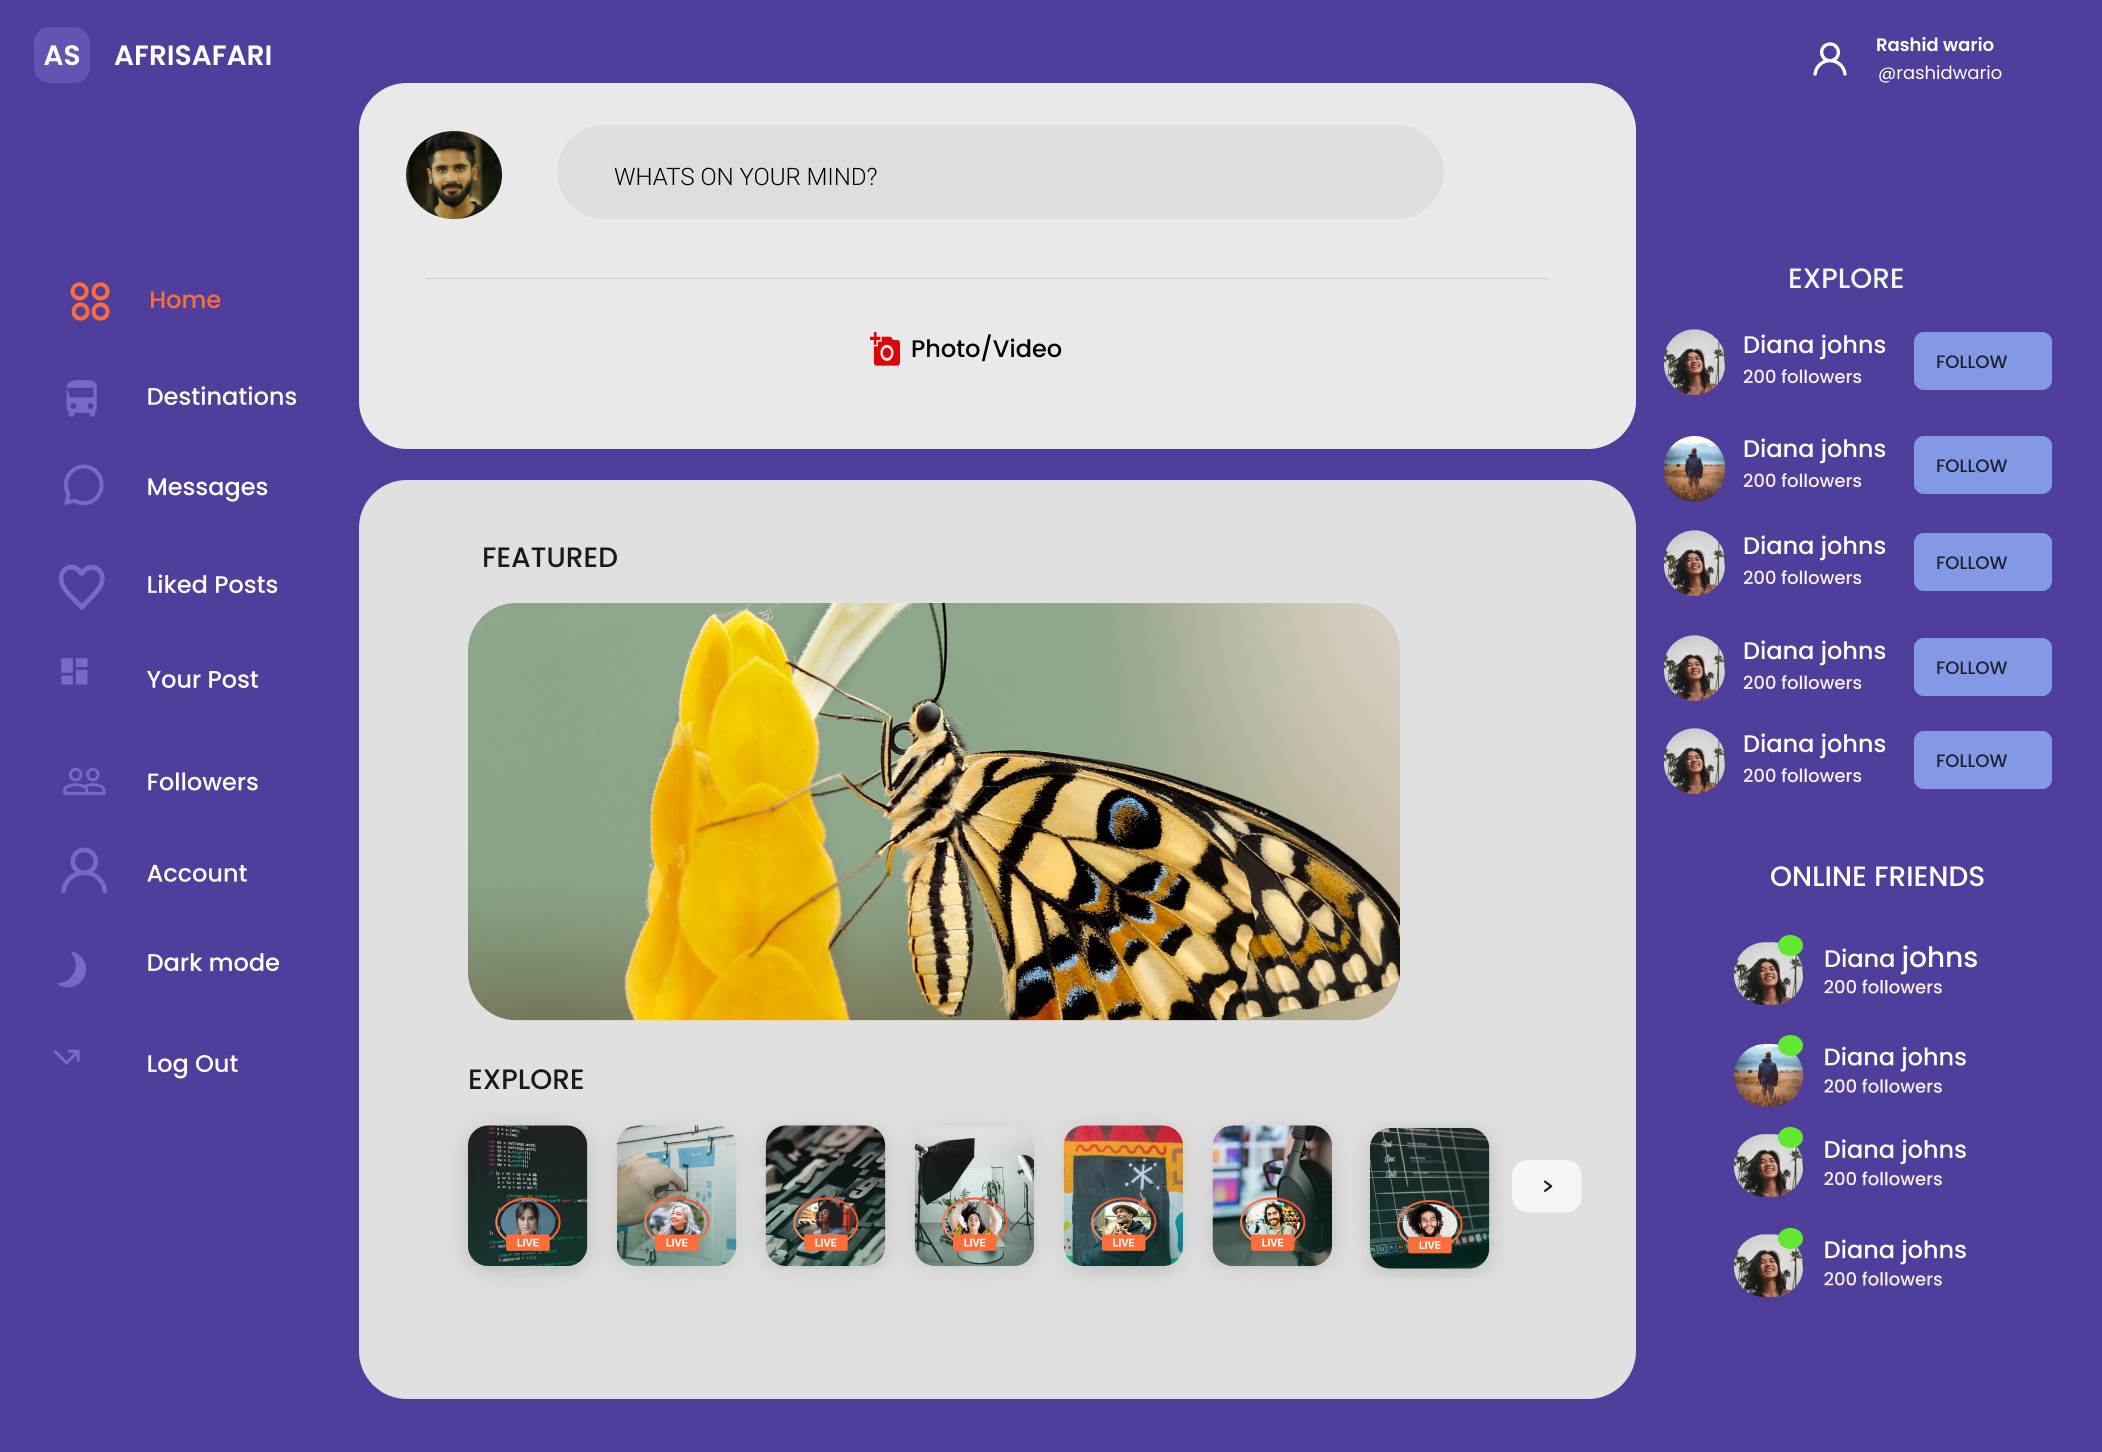 AS
AFRISAFARI
Rashid wario
@rashidwario
WHATS ON YOUR MIND?
Photo/Video
Home
Destinations
Messages
Liked Posts
Your Post
Followers
Account
Dark mode
Log Out
FEATURED
EXPLORE
LIVE
LIVE
LIVE
LIVE
LIVE
LIVE
LIVE
>
EXPLORE
Diana johns
200 followers
FOLLOW
Diana johns
200 followers
FOLLOW
Diana johns
200 followers
FOLLOW
Diana johns
200 followers
FOLLOW
Diana johns
200 followers
FOLLOW
ONLINE FRIENDS
Diana johns
200 followers
Diana johns
200 followers
Diana johns
200 followers
Diana johns
200 followers